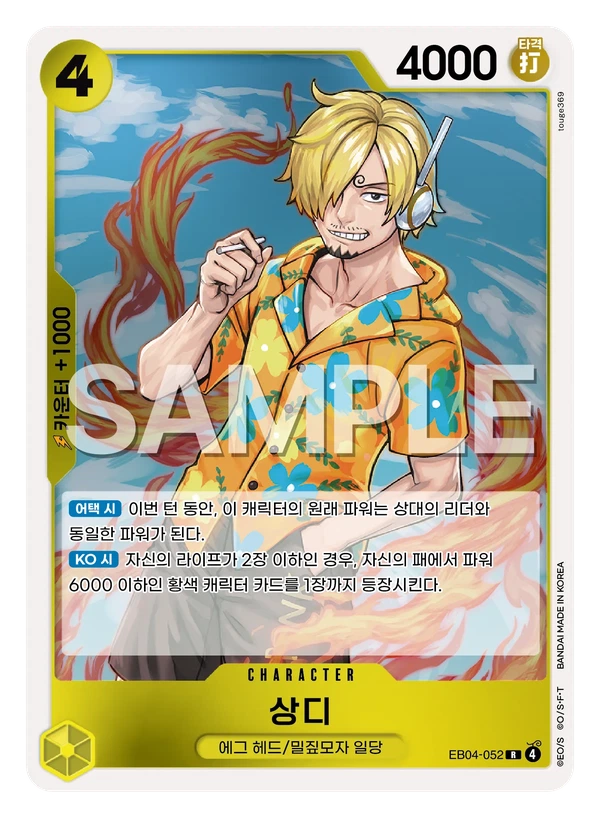 4
4000
타격
打
touge369
카운터 +1000
SAMPLE
어택 시 이번 턴 동안, 이 캐릭터의 원래 파워는 상대의 리더와
동일한 파워가 된다.
KO 시 자신의 라이프가 2장 이하인 경우, 자신의 패에서 파워
6000 이하인 황색 캐릭터 카드를 1장까지 등장시킨다.
CHARACTER
상디
에그 헤드/밀짚모자 일당
EB04-052 R 4
©EO/S ©O/S·F·T BANDAI MADE IN KOREA